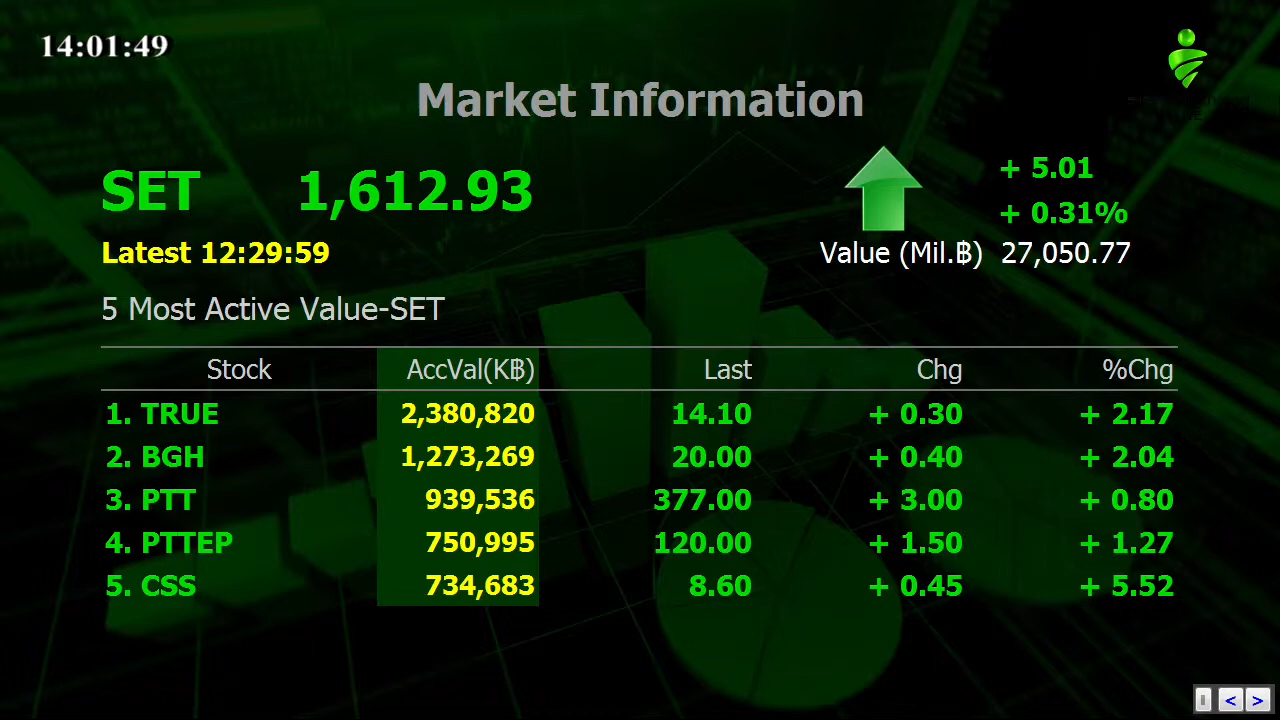 14:01:49
Market Information
SET 1,612.93 + 5.01
+ 0.31%
Latest 12:29:59 Value (Mil.฿) 27,050.77
5 Most Active Value-SET
Stock AccVal(K฿) Last Chg %Chg
1. TRUE 2,380,820 14.10 + 0.30 + 2.17
2. BGH 1,273,269 20.00 + 0.40 + 2.04
3. PTT 939,536 377.00 + 3.00 + 0.80
4. PTTEP 750,995 120.00 + 1.50 + 1.27
5. CSS 734,683 8.60 + 0.45 + 5.52
|| < >